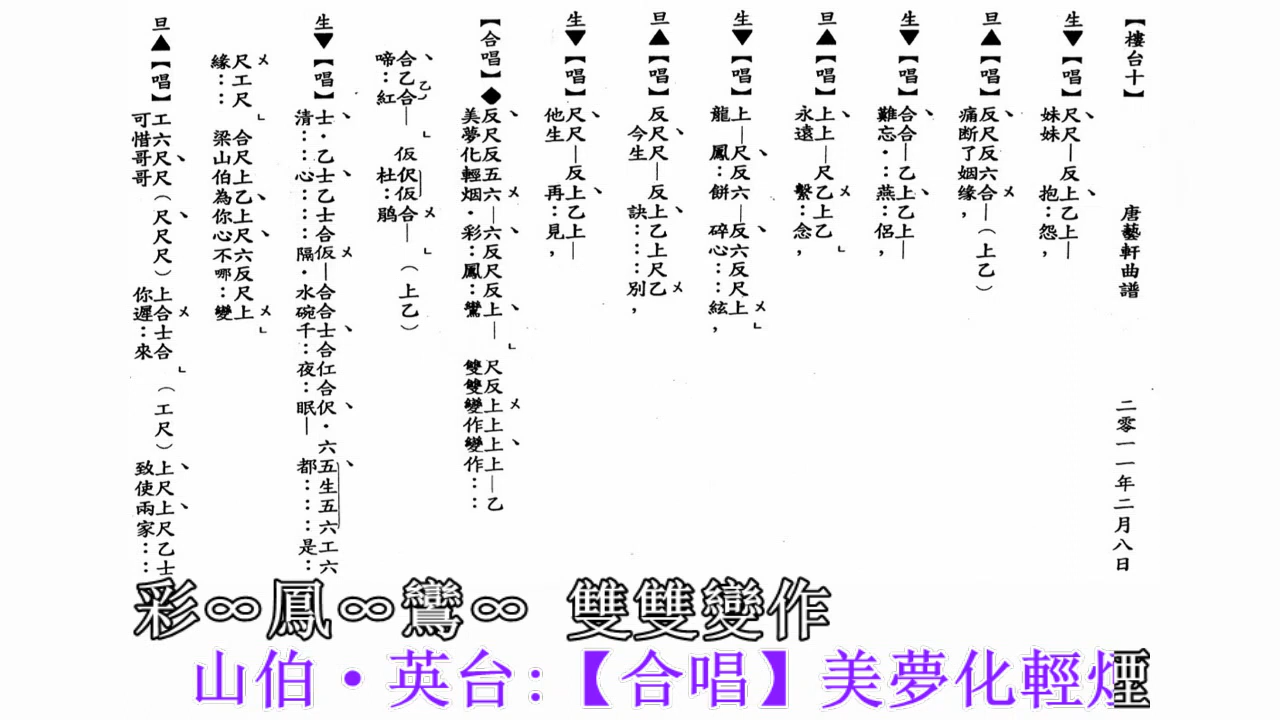 【樓台十】 唐藝軒曲譜 二零一一年二月八日
生▼【唱】尺尺—反上乙上—
妹妹 抱：怨，
旦▲【唱】反尺反六合—（上乙）
痛断了姻缘，
生▼【唱】合合—乙上乙上—
難忘·：燕：侶，
旦▲【唱】上上—尺乙上乙
永遠 繫：念，
生▼【唱】上—尺反六—反六反尺上
龍 鳳：餅 碎心：：絃，
旦▲【唱】反尺尺—反上乙上尺乙
今生 訣：：：：別，
生▼【唱】尺尺—反上乙上—
他生 再：見，
【合唱】◆反尺反五六—六反尺反上— 尺反上上上上—乙
美夢化輕烟·彩：鳳：鸞： 雙雙變作變作：：
合乙合— 仮伬仮合—（上乙）
啼：紅 杜：鹃
生▼【唱】士·乙士乙士合仮—合合士合仜合伬·六五生五六工六
清：：心：：：：隔·水碗千：夜：眠— 都：：：：是：
尺工尺 合尺上乙上尺六反尺上
緣：： 梁山伯為你心不哪：變
旦▲【唱】工六尺尺（尺尺尺）上合士合（工尺）上尺上尺乙士
可惜哥哥 你遲：來 致使兩家：：
彩∞鳳∞鸞∞ 雙雙變作
山伯•英台:【合唱】美夢化輕煙